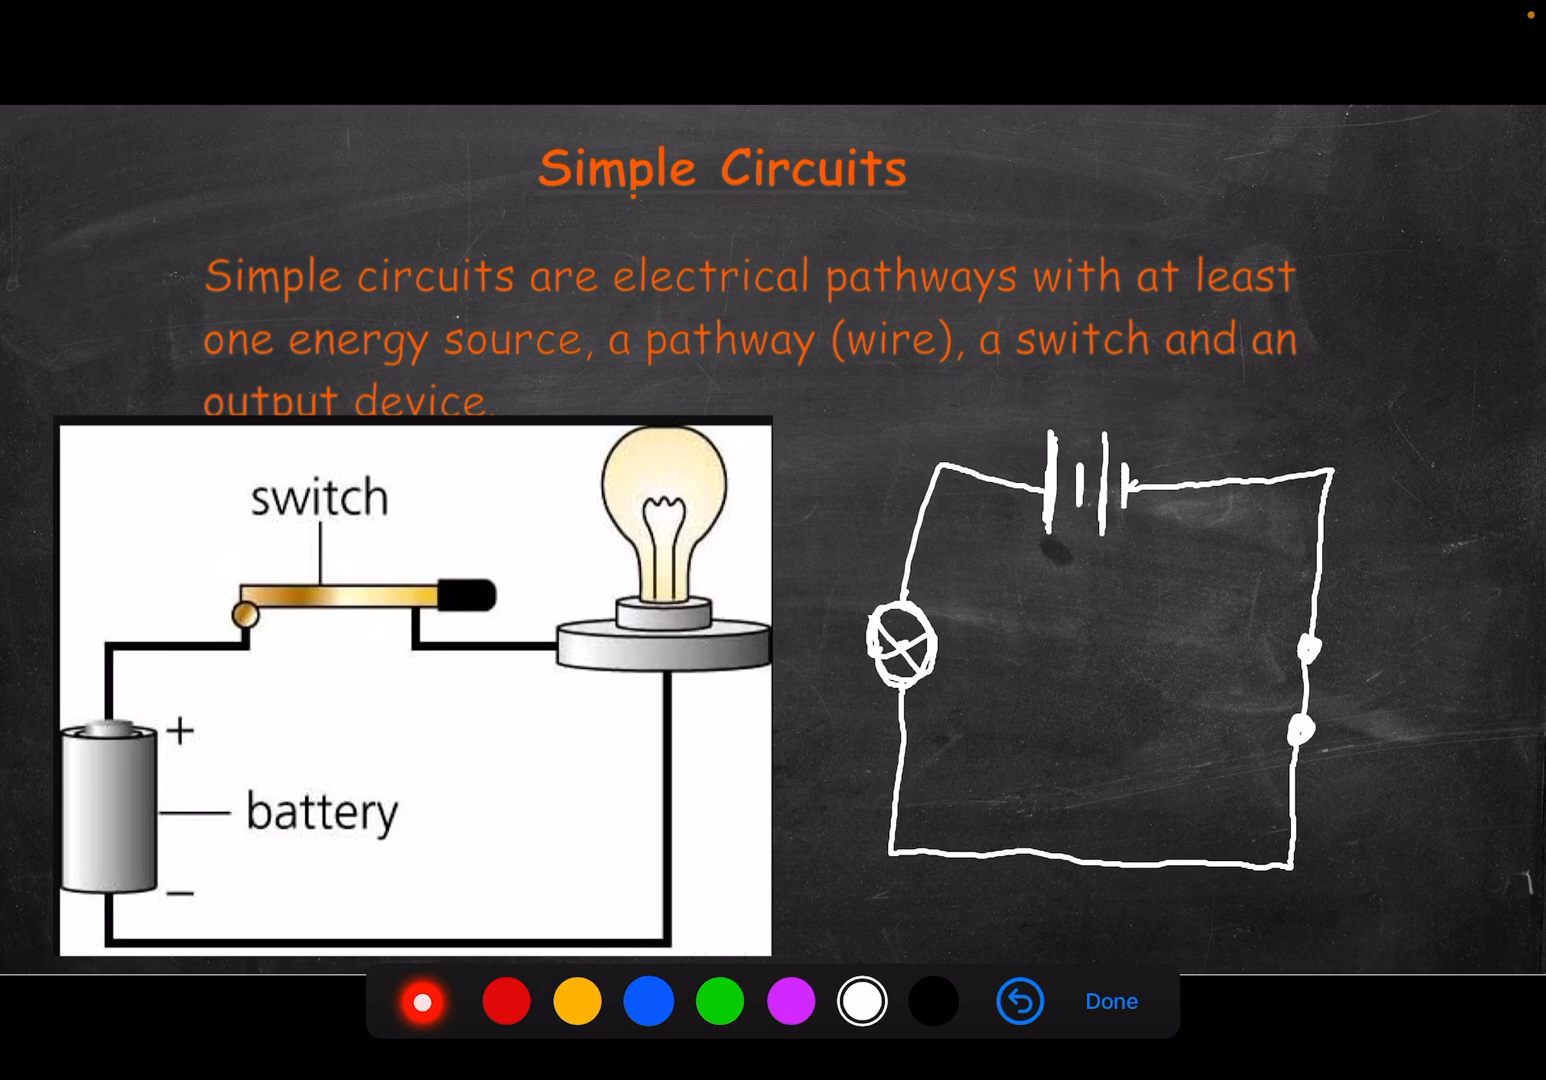 Simple Circuits
Simple circuits are electrical pathways with at least
one energy source, a pathway (wire), a switch and an
output device.
switch
+
battery
−
Done